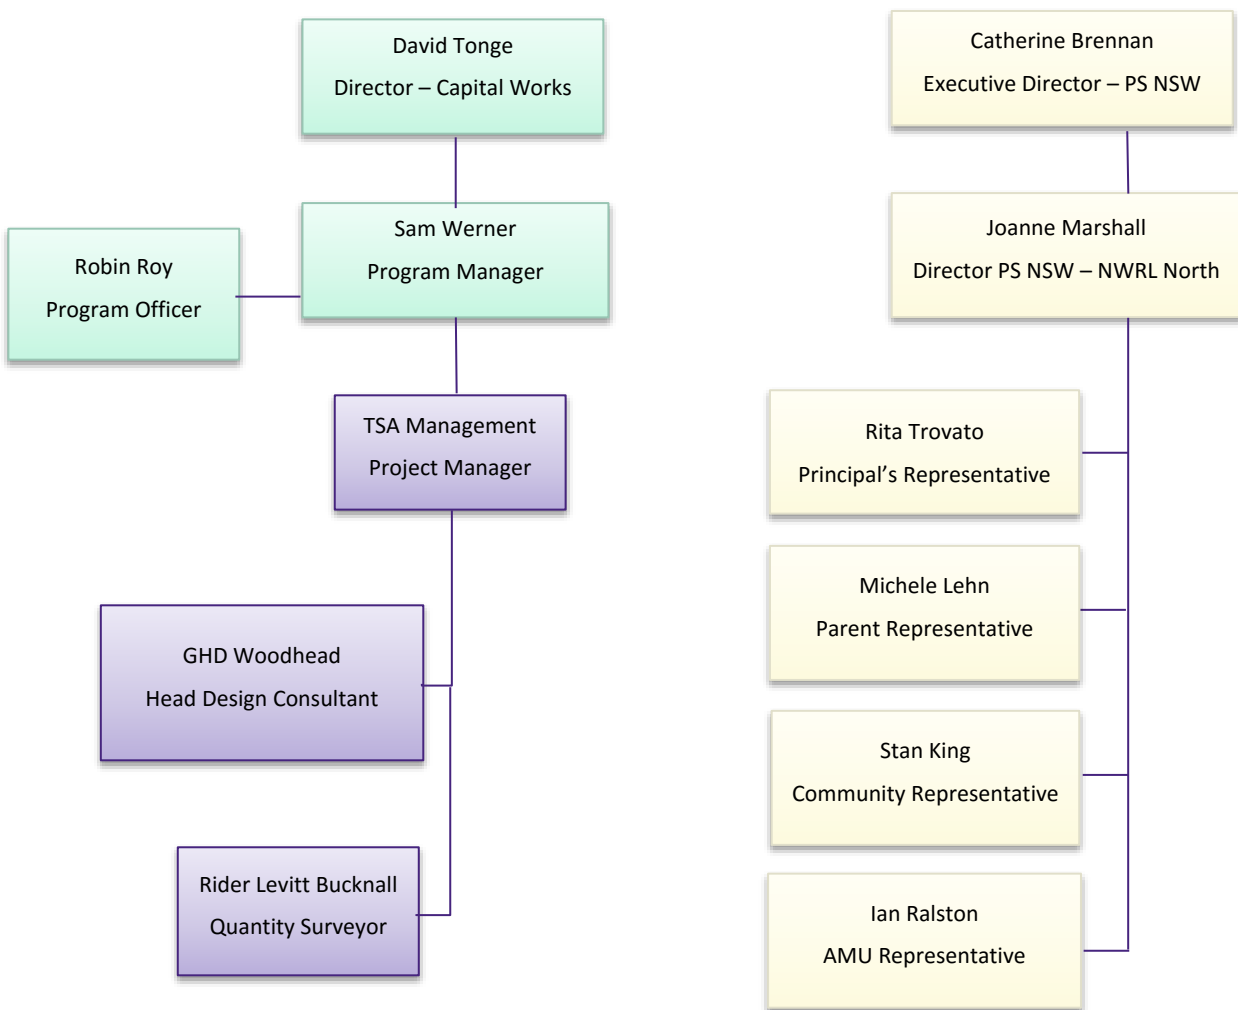 David Tonge
Director – Capital Works
Sam Werner
Program Manager
Robin Roy
Program Officer
TSA Management
Project Manager
GHD Woodhead
Head Design Consultant
Rider Levitt Bucknall
Quantity Surveyor
Catherine Brennan
Executive Director – PS NSW
Joanne Marshall
Director PS NSW – NWRL North
Rita Trovato
Principal’s Representative
Michele Lehn
Parent Representative
Stan King
Community Representative
Ian Ralston
AMU Representative